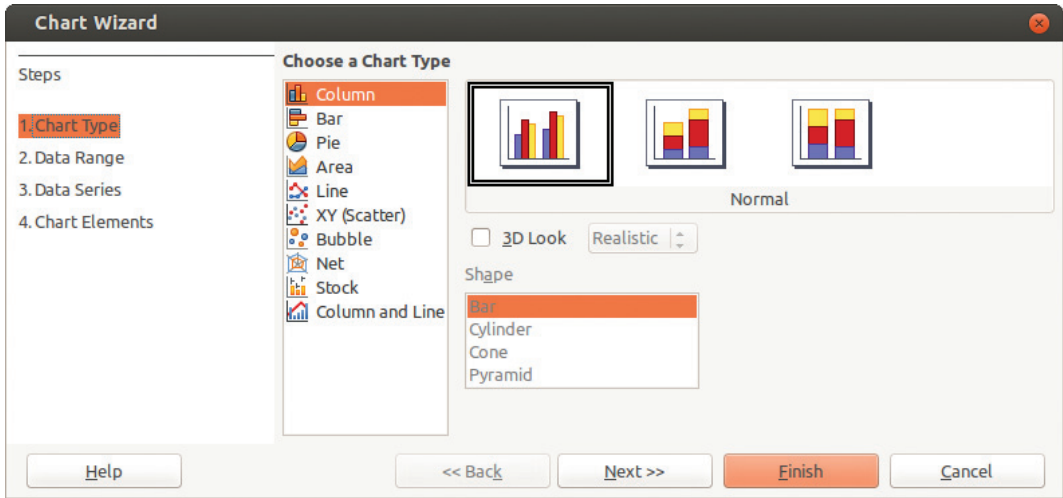 Chart Wizard
Steps
1. Chart Type
2. Data Range
3. Data Series
4. Chart Elements
Choose a Chart Type
Column
Bar
Pie
Area
Line
XY (Scatter)
Bubble
Net
Stock
Column and Line
Normal
3D Look
Realistic
Shape
Bar
Cylinder
Cone
Pyramid
Help
<< Back
Next >>
Finish
Cancel